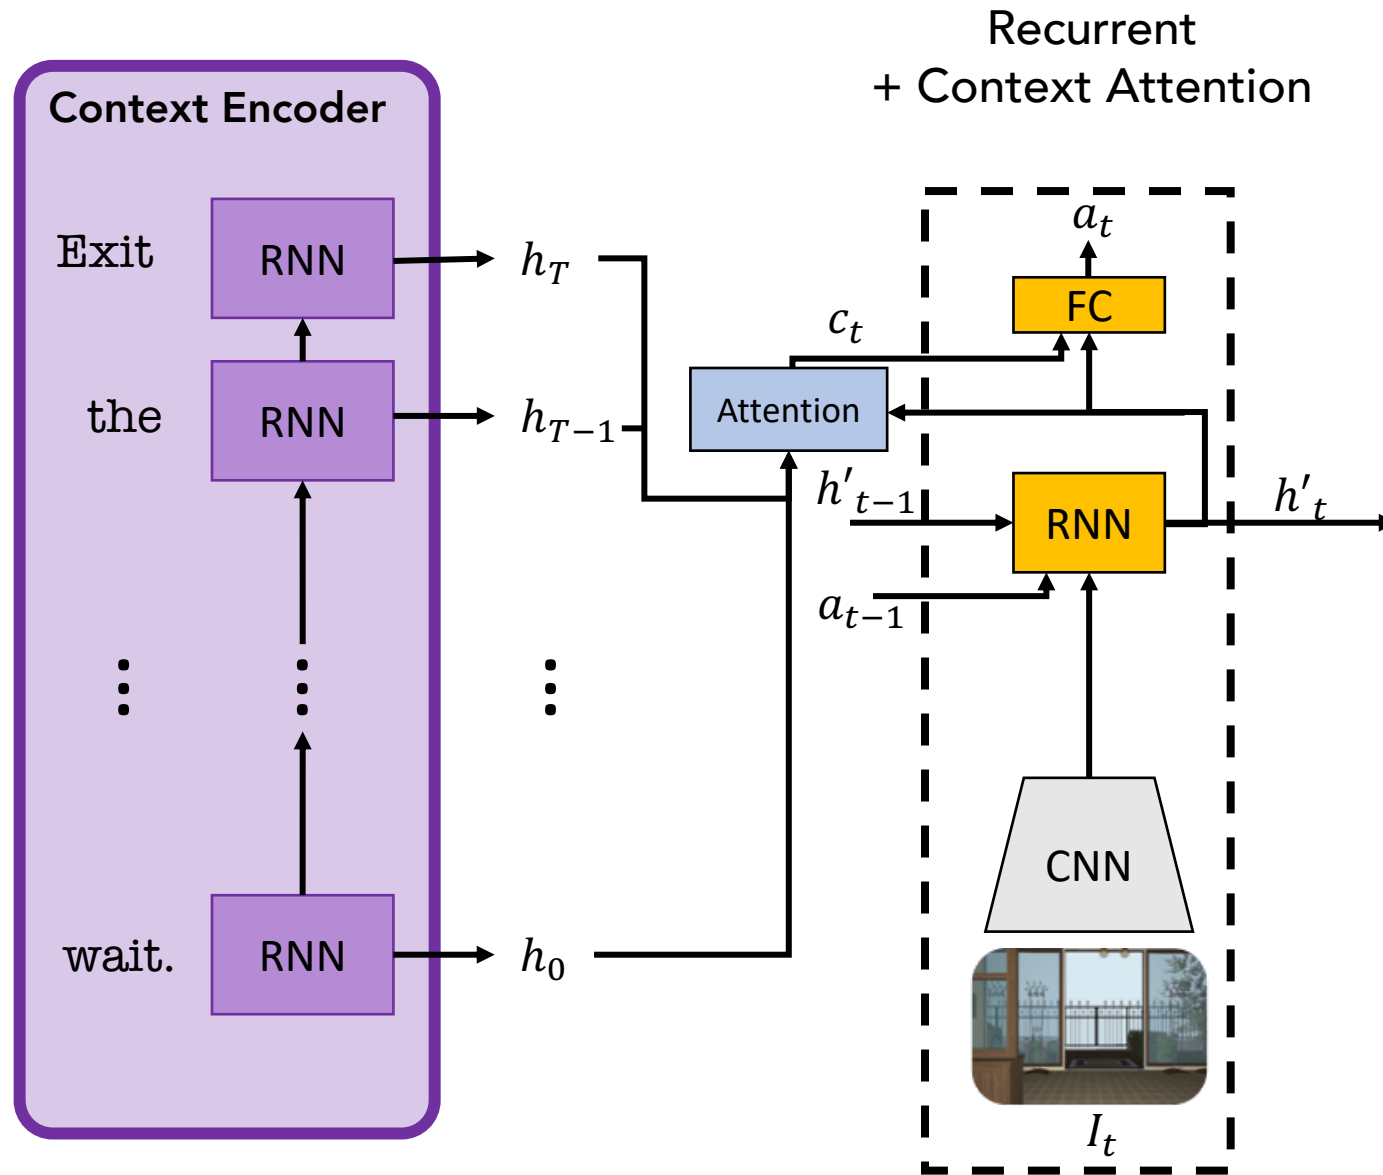 Recurrent
+ Context Attention
Context Encoder
Exit
RNN
h_T
the
RNN
h_{T-1}
⋮ ⋮ ⋮
wait.
RNN
h_0
Attention
c_t
a_t
FC
h'_{t-1}
RNN
h'_t
a_{t-1}
CNN
I_t